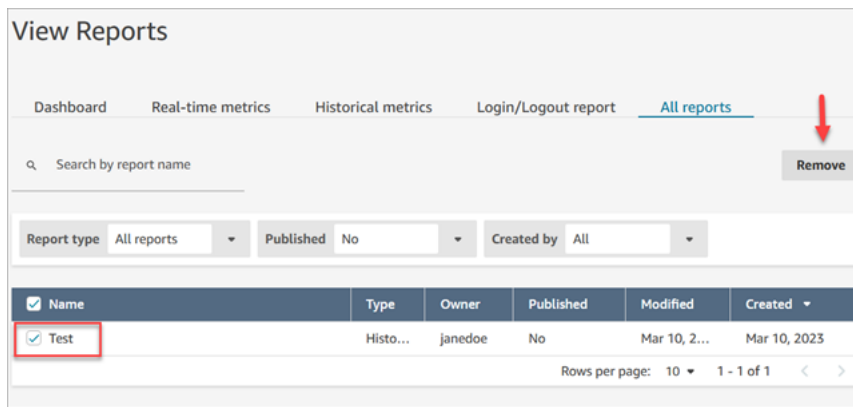 View Reports
Dashboard Real-time metrics Historical metrics Login/Logout report All reports
Search by report name
Remove
Report type All reports Published No Created by All
Name Type Owner Published Modified Created
Test Histo... janedoe No Mar 10, 2... Mar 10, 2023
Rows per page: 10 1 - 1 of 1